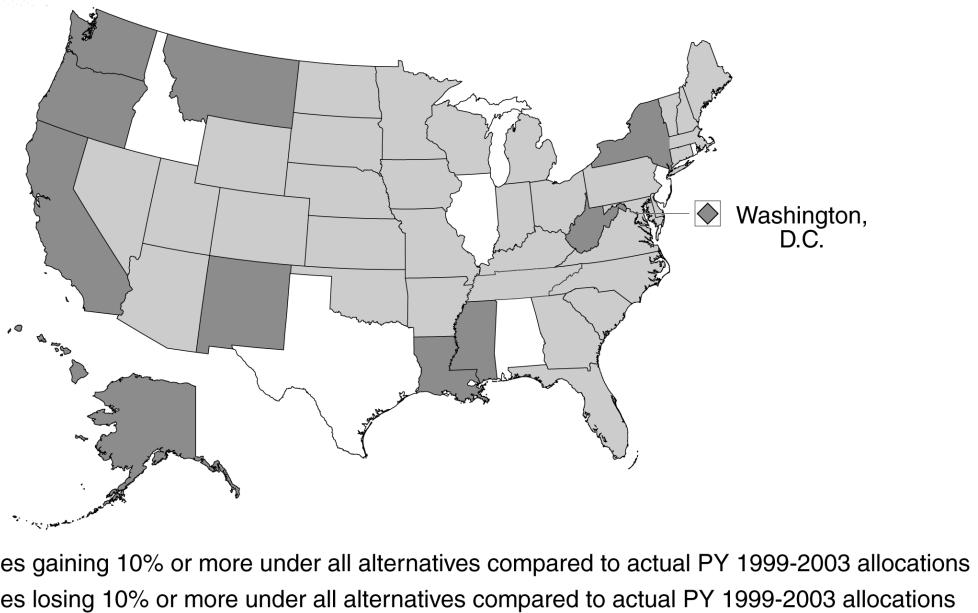 Washington,
D.C.
es gaining 10% or more under all alternatives compared to actual PY 1999-2003 allocations
es losing 10% or more under all alternatives compared to actual PY 1999-2003 allocations